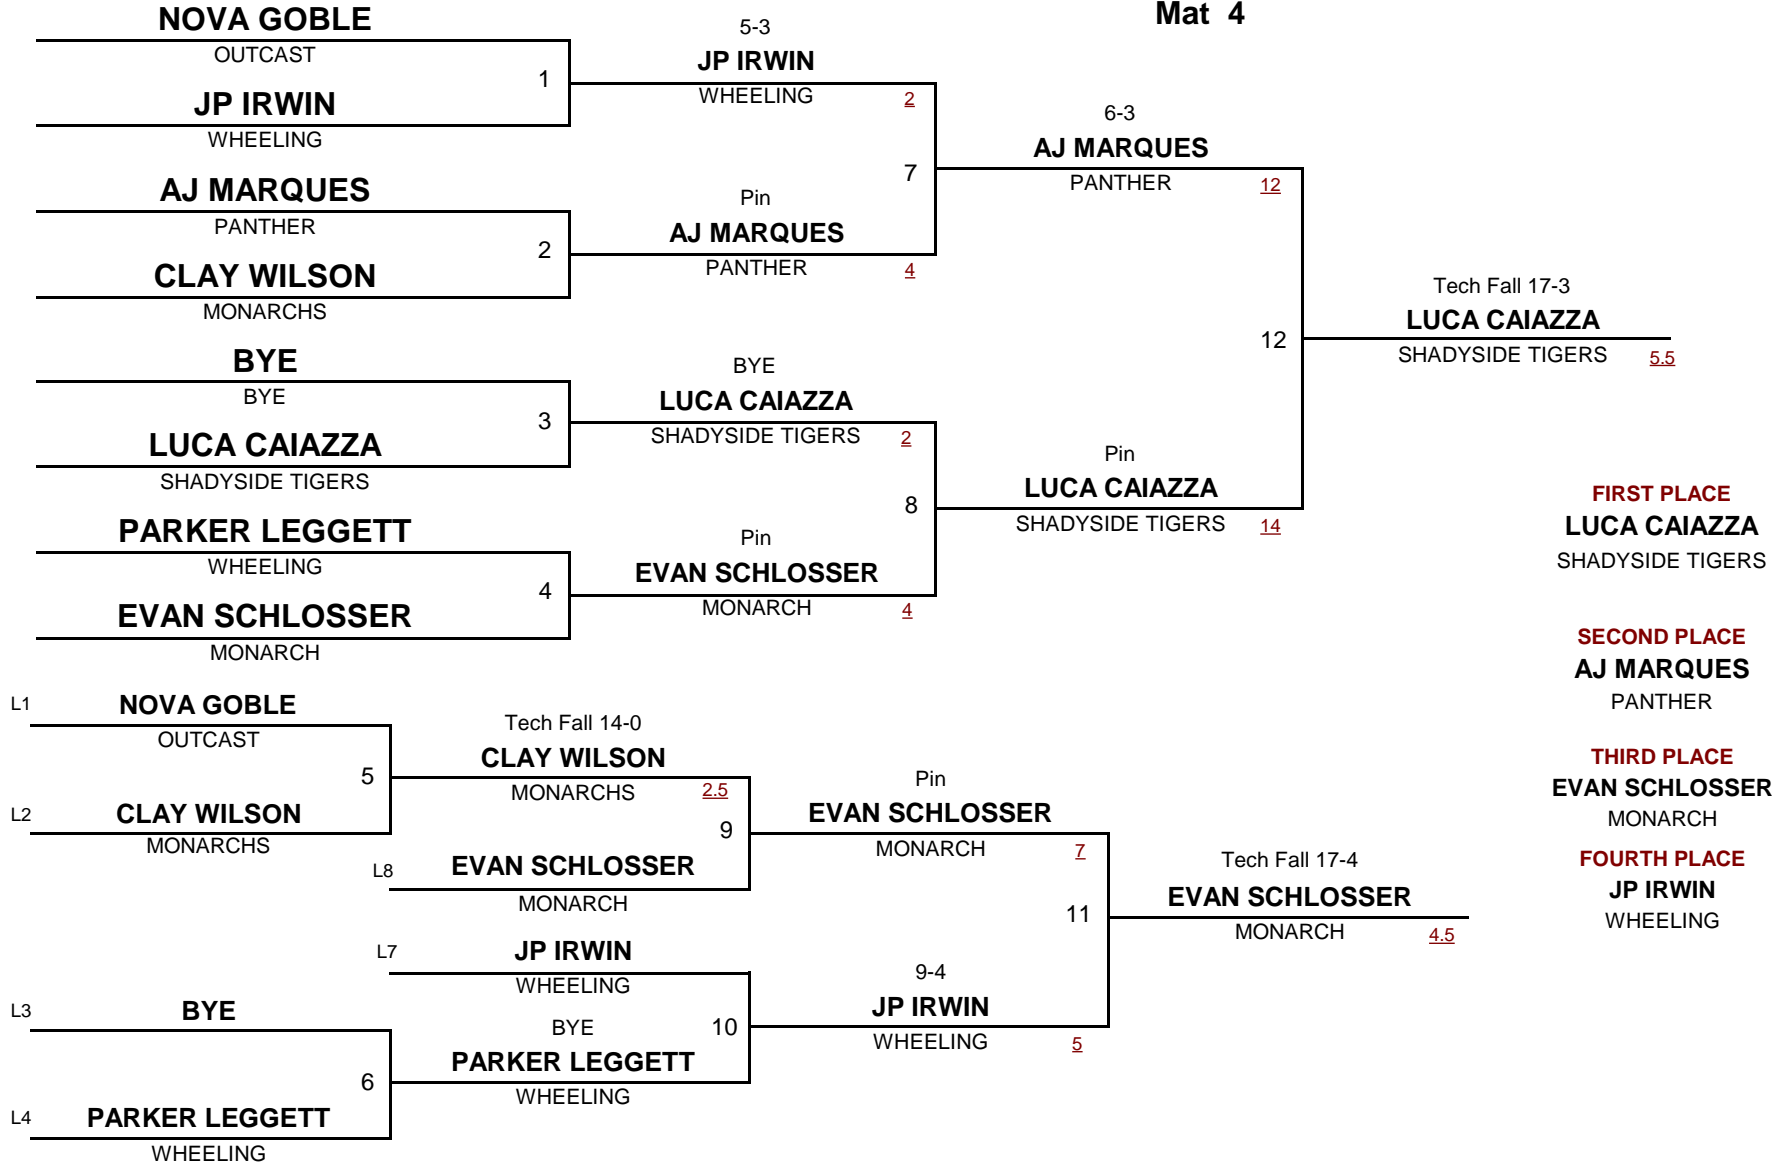 Mat 4
NOVA GOBLE
OUTCAST
1
JP IRWIN
WHEELING
5-3
JP IRWIN
WHEELING 2
AJ MARQUES
PANTHER
2
CLAY WILSON
MONARCHS
Pin
AJ MARQUES
PANTHER 4
7
6-3
AJ MARQUES
PANTHER 12
BYE
BYE
3
LUCA CAIAZZA
SHADYSIDE TIGERS
BYE
LUCA CAIAZZA
SHADYSIDE TIGERS 2
PARKER LEGGETT
WHEELING
4
EVAN SCHLOSSER
MONARCH
Pin
EVAN SCHLOSSER
MONARCH 4
8
Pin
LUCA CAIAZZA
SHADYSIDE TIGERS 14
12
Tech Fall 17-3
LUCA CAIAZZA
SHADYSIDE TIGERS 5.5
L1 NOVA GOBLE
OUTCAST
5
L2 CLAY WILSON
MONARCHS
Tech Fall 14-0
CLAY WILSON
MONARCHS 2.5
9
L8 EVAN SCHLOSSER
MONARCH
Pin
EVAN SCHLOSSER
MONARCH 7
L7 JP IRWIN
WHEELING
L3 BYE
6
L4 PARKER LEGGETT
WHEELING
BYE 10
PARKER LEGGETT
WHEELING
9-4
JP IRWIN
WHEELING 5
11
Tech Fall 17-4
EVAN SCHLOSSER
MONARCH 4.5
FIRST PLACE
LUCA CAIAZZA
SHADYSIDE TIGERS
SECOND PLACE
AJ MARQUES
PANTHER
THIRD PLACE
EVAN SCHLOSSER
MONARCH
FOURTH PLACE
JP IRWIN
WHEELING